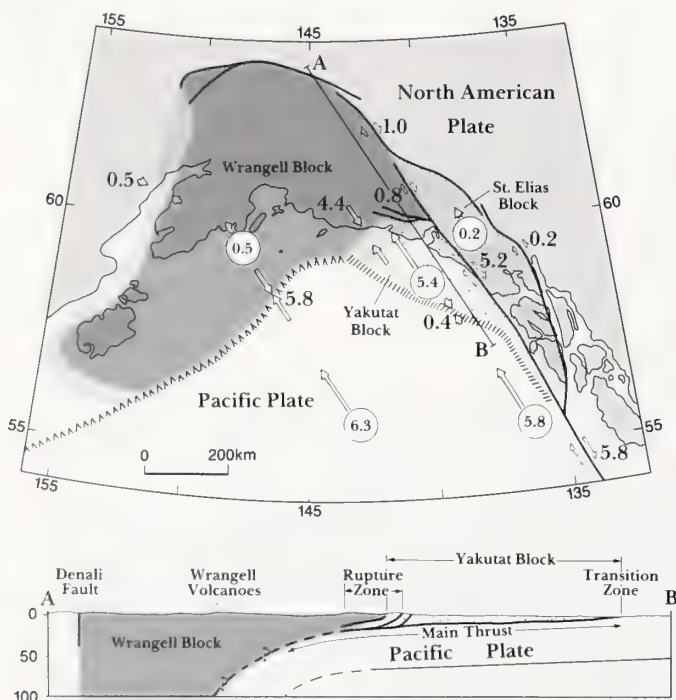 155
145
135
A
North American
Plate
1.0
Wrangell Block
0.5
60
60
St. Elias
Block
0.8
4.4
0.2
0.2
0.5
5.2
5.4
5.8
Yakutat
Block
0.4
B
Pacific Plate
6.3
5.8
5.8
55
55
0 200km
155
145
135
Yakutat Block
Denali
Fault
Wrangell
Volcanoes
Rupture
Zone
Transition
Zone
A
B
0
50
100
Wrangell Block
Main Thrust
Pacific Plate
0
50
100